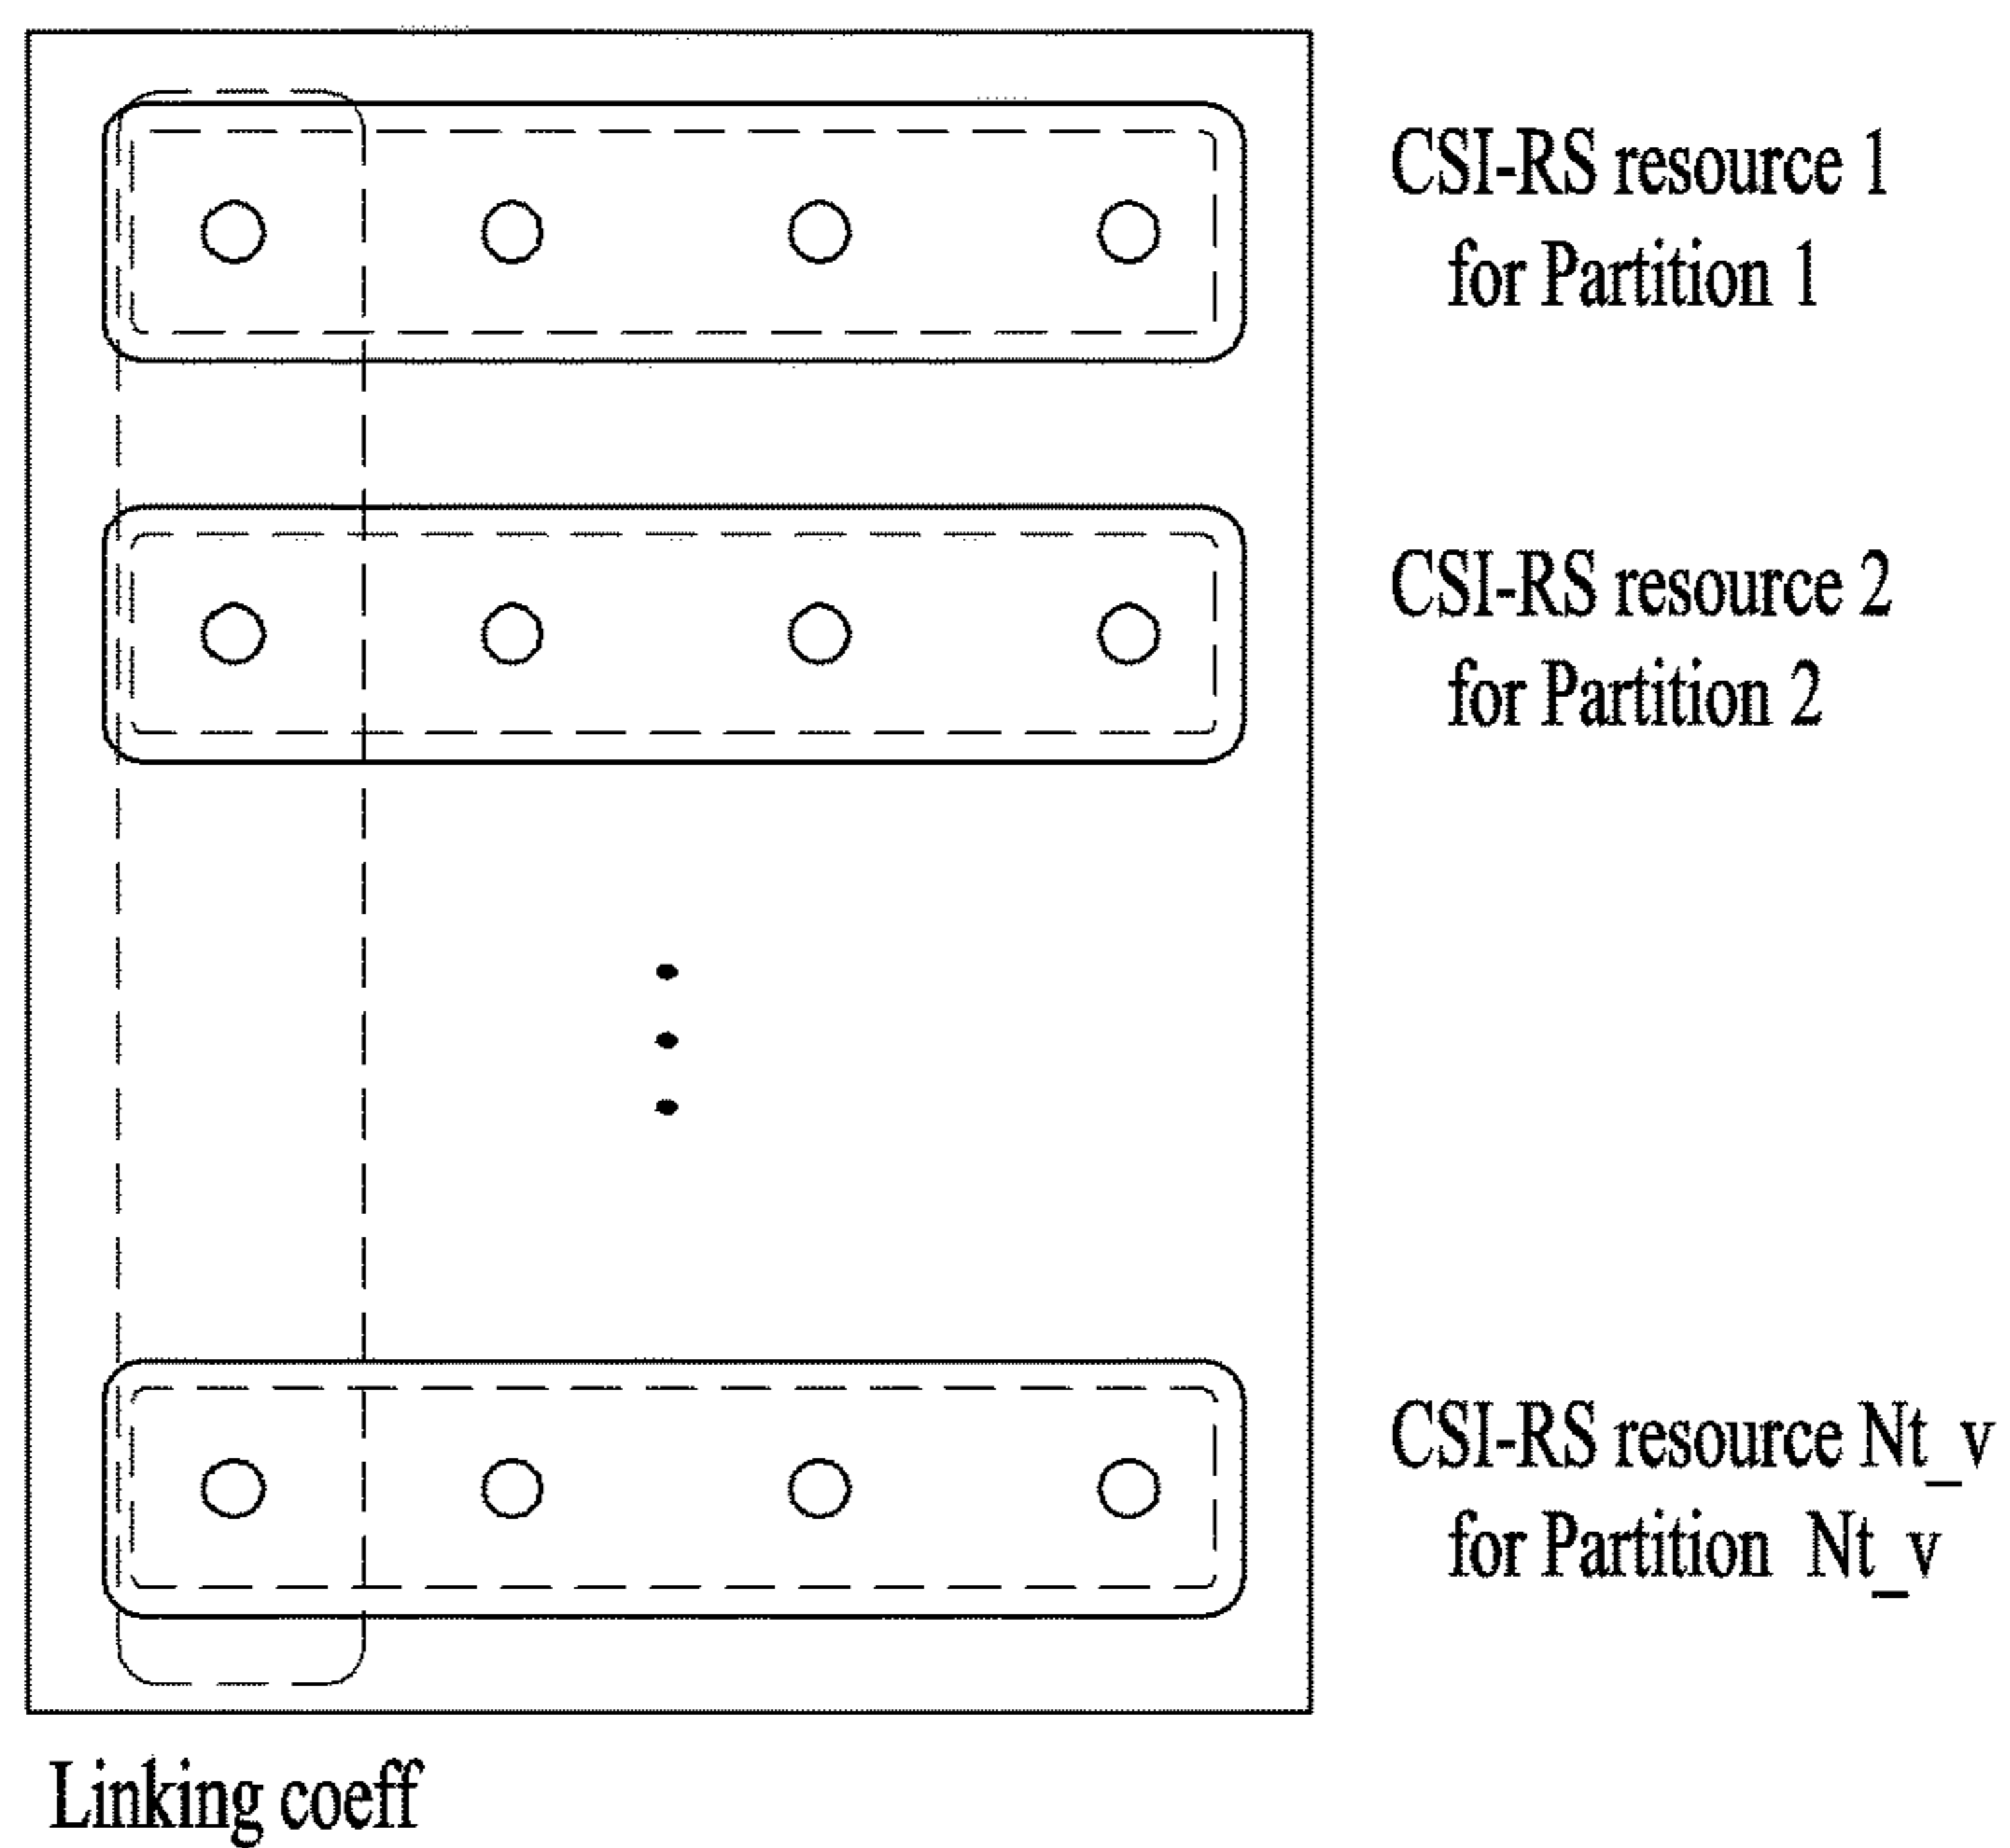 CSI-RS resource 1
for Partition 1
CSI-RS resource 2
for Partition 2
CSI-RS resource Nt_v
for Partition Nt_v
Linking coeff